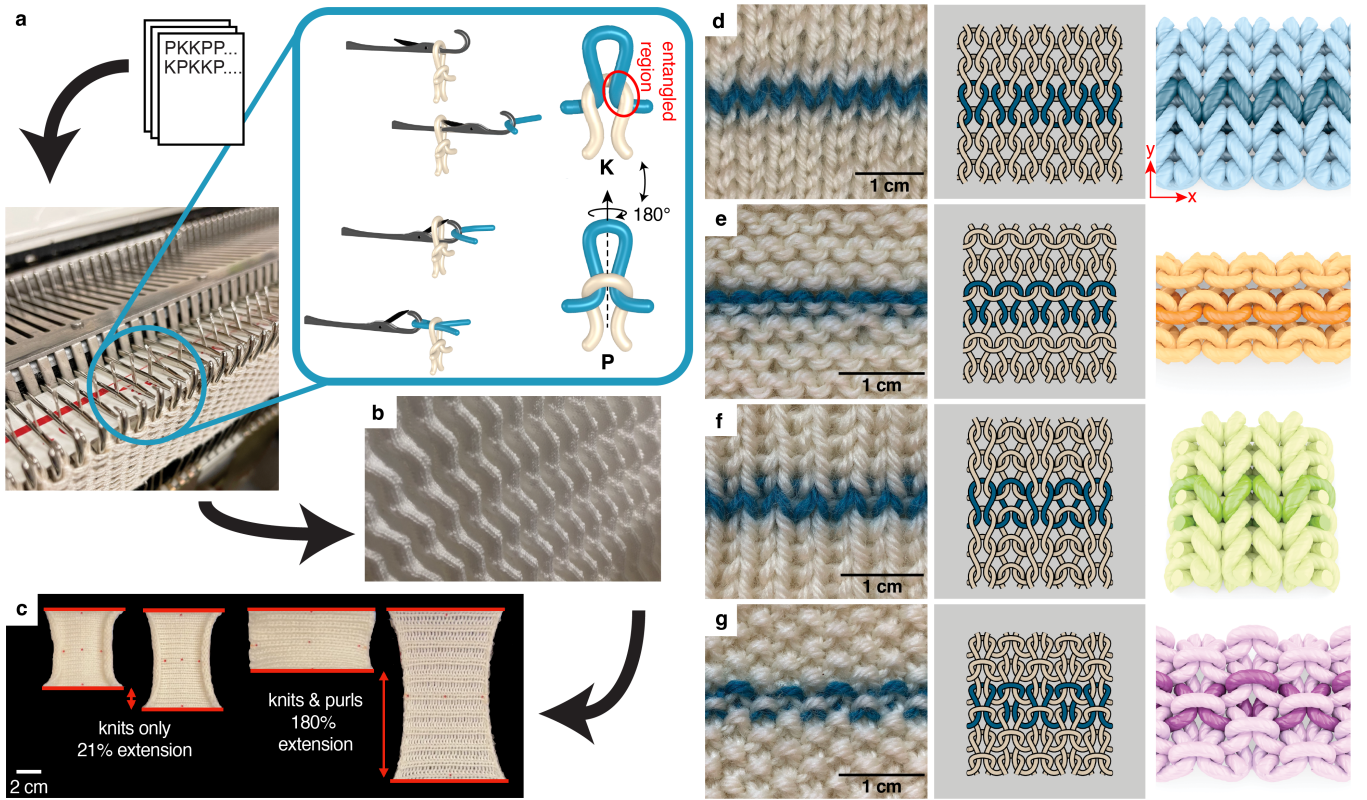 a
PKKPP...
KPKKP....
entangled
region
K
180°
P
b
c
knits only
21% extension
knits & purls
180%
extension
2 cm
d
1 cm
y
x
e
1 cm
f
1 cm
g
1 cm